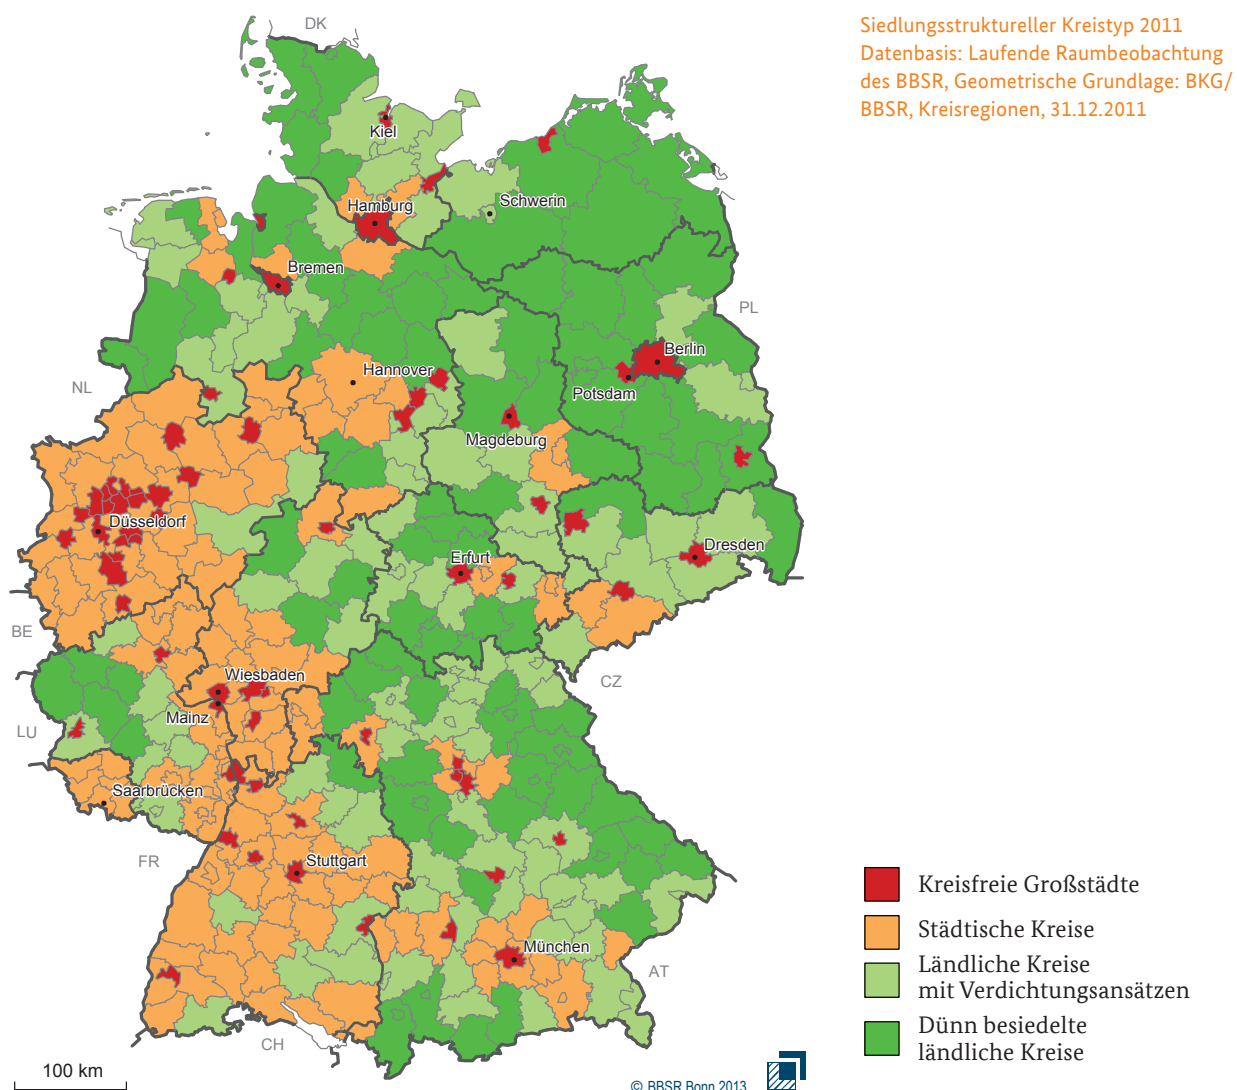 Siedlungsstruktureller Kreistyp 2011
Datenbasis: Laufende Raumbeobachtung
des BBSR, Geometrische Grundlage: BKG/
BBSR, Kreisregionen, 31.12.2011
DK
Kiel
Schwerin
Hamburg
Bremen
PL
Berlin
Hannover
NL
Potsdam
Magdeburg
Düsseldorf
Dresden
Erfurt
BE
CZ
Wiesbaden
Mainz
LU
Saarbrücken
FR
Stuttgart
München
AT
CH
Kreisfreie Großstädte
Städtische Kreise
Ländliche Kreise
mit Verdichtungsansätzen
Dünn besiedelte
ländliche Kreise
100 km
© BBSR Bonn 2013